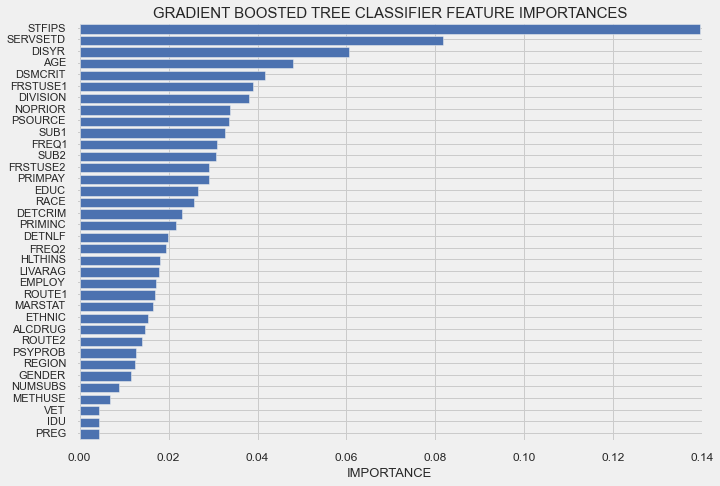 GRADIENT BOOSTED TREE CLASSIFIER FEATURE IMPORTANCES
STFIPS
SERVSETD
DISYR
AGE
DSMCRIT
FRSTUSE1
DIVISION
NOPRIOR
PSOURCE
SUB1
FREQ1
SUB2
FRSTUSE2
PRIMPAY
EDUC
RACE
DETCRIM
PRIMINC
DETNLF
FREQ2
HLTHINS
LIVARAG
EMPLOY
ROUTE1
MARSTAT
ETHNIC
ALCDRUG
ROUTE2
PSYPROB
REGION
GENDER
NUMSUBS
METHUSE
VET
IDU
PREG
0.00 0.02 0.04 0.06 0.08 0.10 0.12 0.14
IMPORTANCE